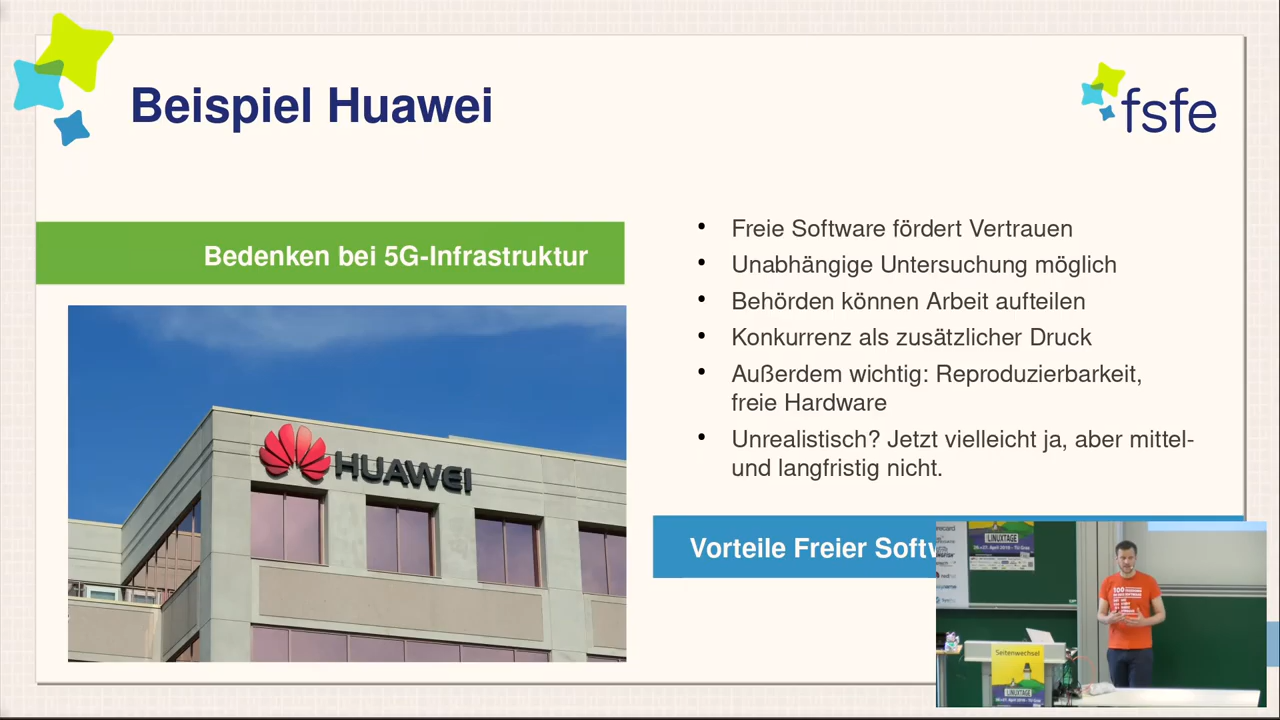 Beispiel Huawei
fsfe
Bedenken bei 5G-Infrastruktur
HUAWEI
• Freie Software fördert Vertrauen
• Unabhängige Untersuchung möglich
• Behörden können Arbeit aufteilen
• Konkurrenz als zusätzlicher Druck
• Außerdem wichtig: Reproduzierbarkeit,
freie Hardware
• Unrealistisch? Jetzt vielleicht ja, aber mittel-
und langfristig nicht.
Vorteile Freier Softw
LINUXTAGE
Seitenwechsel
LINUXTAGE